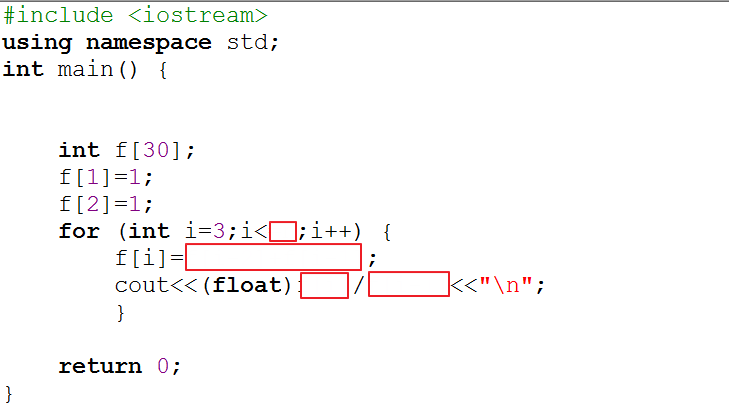 #include <iostream>
using namespace std;
int main() {
int f[30];
f[1]=1;
f[2]=1;
for (int i=3;i< ;i++) {
f[i]= ;
cout<<(float) / <<"\n";
}
return 0;
}